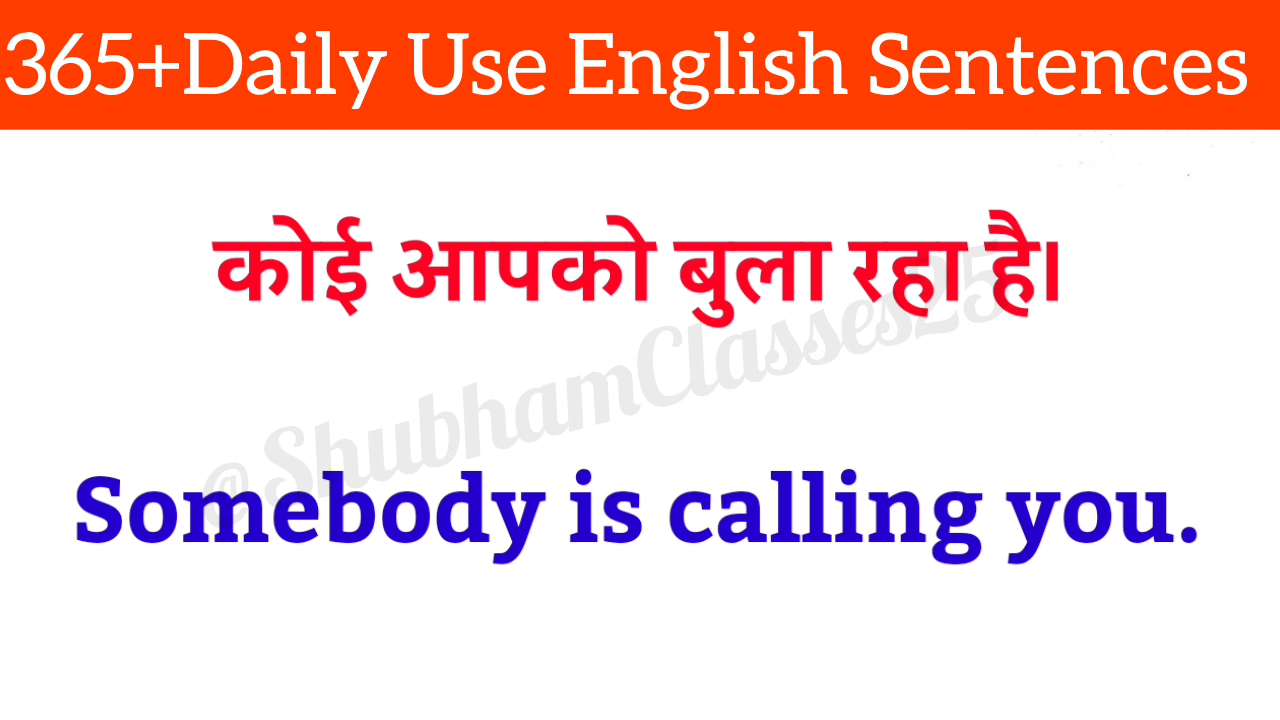 365+Daily Use English Sentences
कोई आपको बुला रहा है।
@ShubhamClasses25
Somebody is calling you.